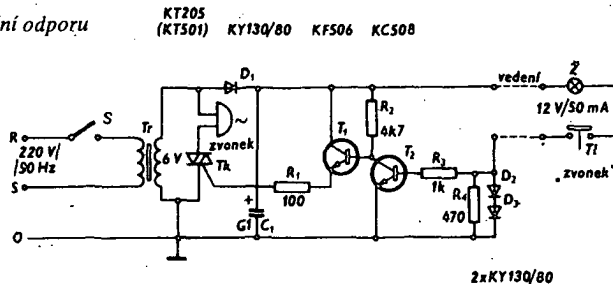 ní odporu
KT205
(KT501) KY130/80 KF506 KC508
D1
vedení
Ž
12 V/50 mA
S
Tr
R
220 V/
/50 Hz
S
6 V
zvonek
Tk
R1
100
T1
R2
4k7
T2
R3
1k
R4
470
D2
D3
Tl
„zvonek"
+
G1 C1
0
2xKY130/80